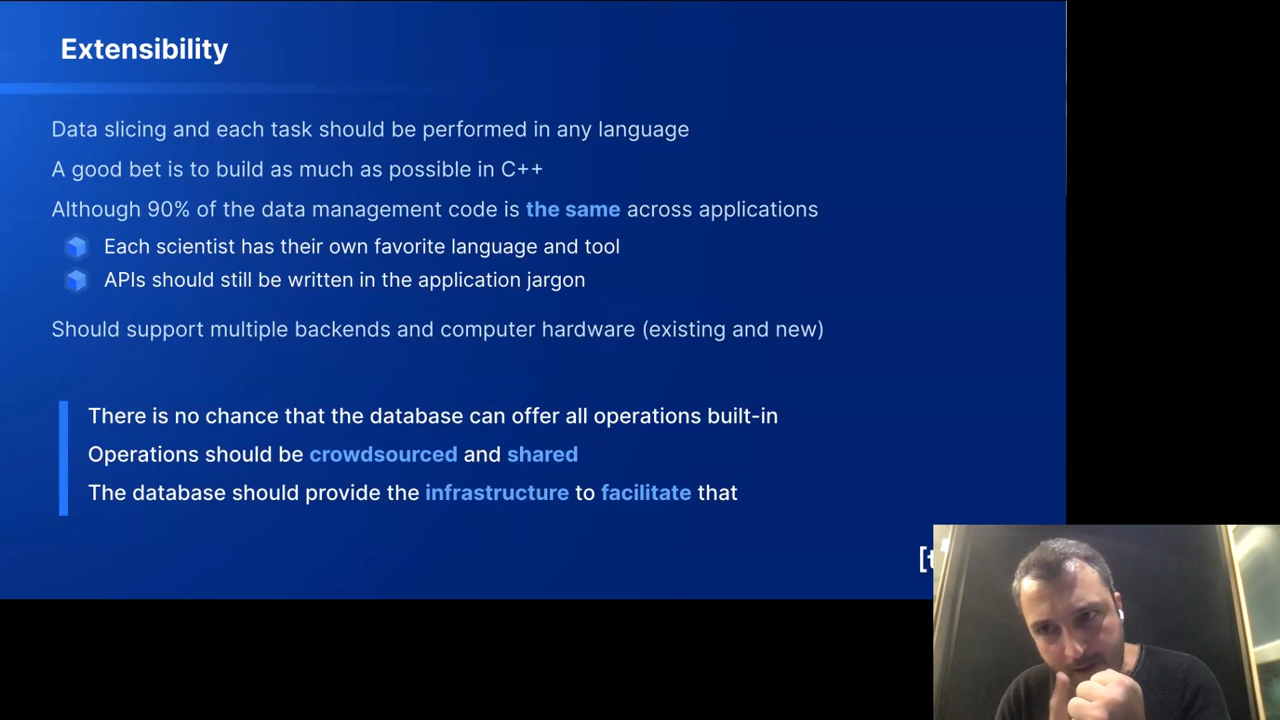 Extensibility
Data slicing and each task should be performed in any language
A good bet is to build as much as possible in C++
Although 90% of the data management code is the same across applications
Each scientist has their own favorite language and tool
APIs should still be written in the application jargon
Should support multiple backends and computer hardware (existing and new)
There is no chance that the database can offer all operations built-in
Operations should be crowdsourced and shared
The database should provide the infrastructure to facilitate that